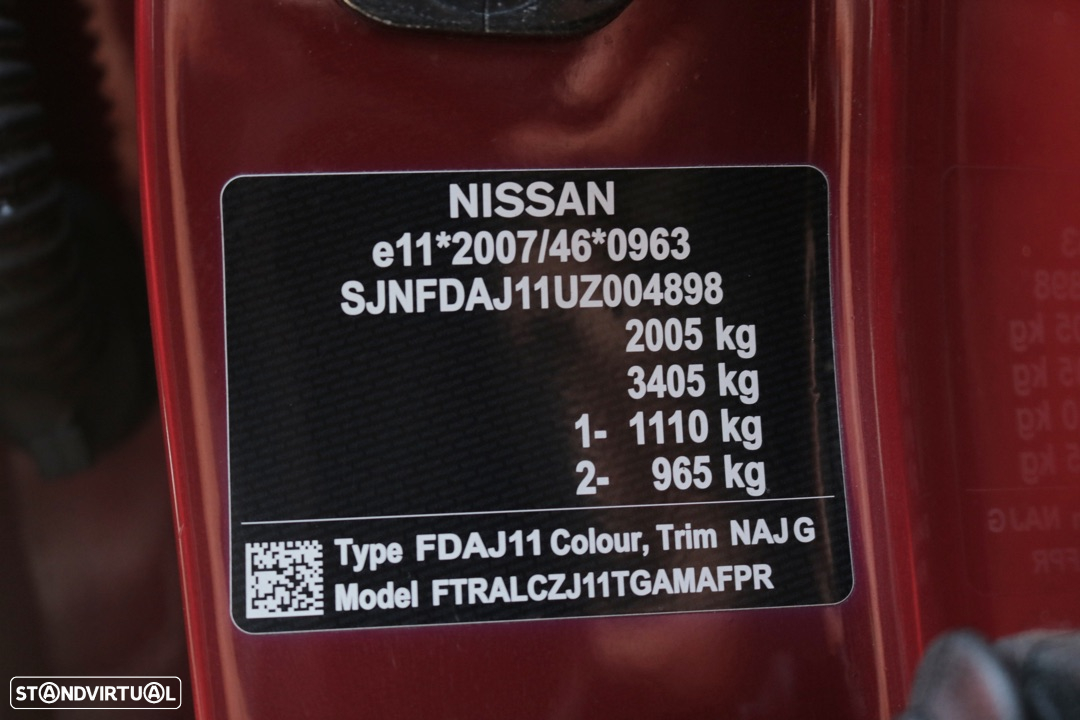 NISSAN
e11*2007/46*0963
SJNFDAJ11UZ004898
2005 kg
3405 kg
1- 1110 kg
2- 965 kg
Type FDAJ11 Colour, Trim NAJ G
Model FTRALCZJ11TGAMAFPR
STANDVIRTUAL